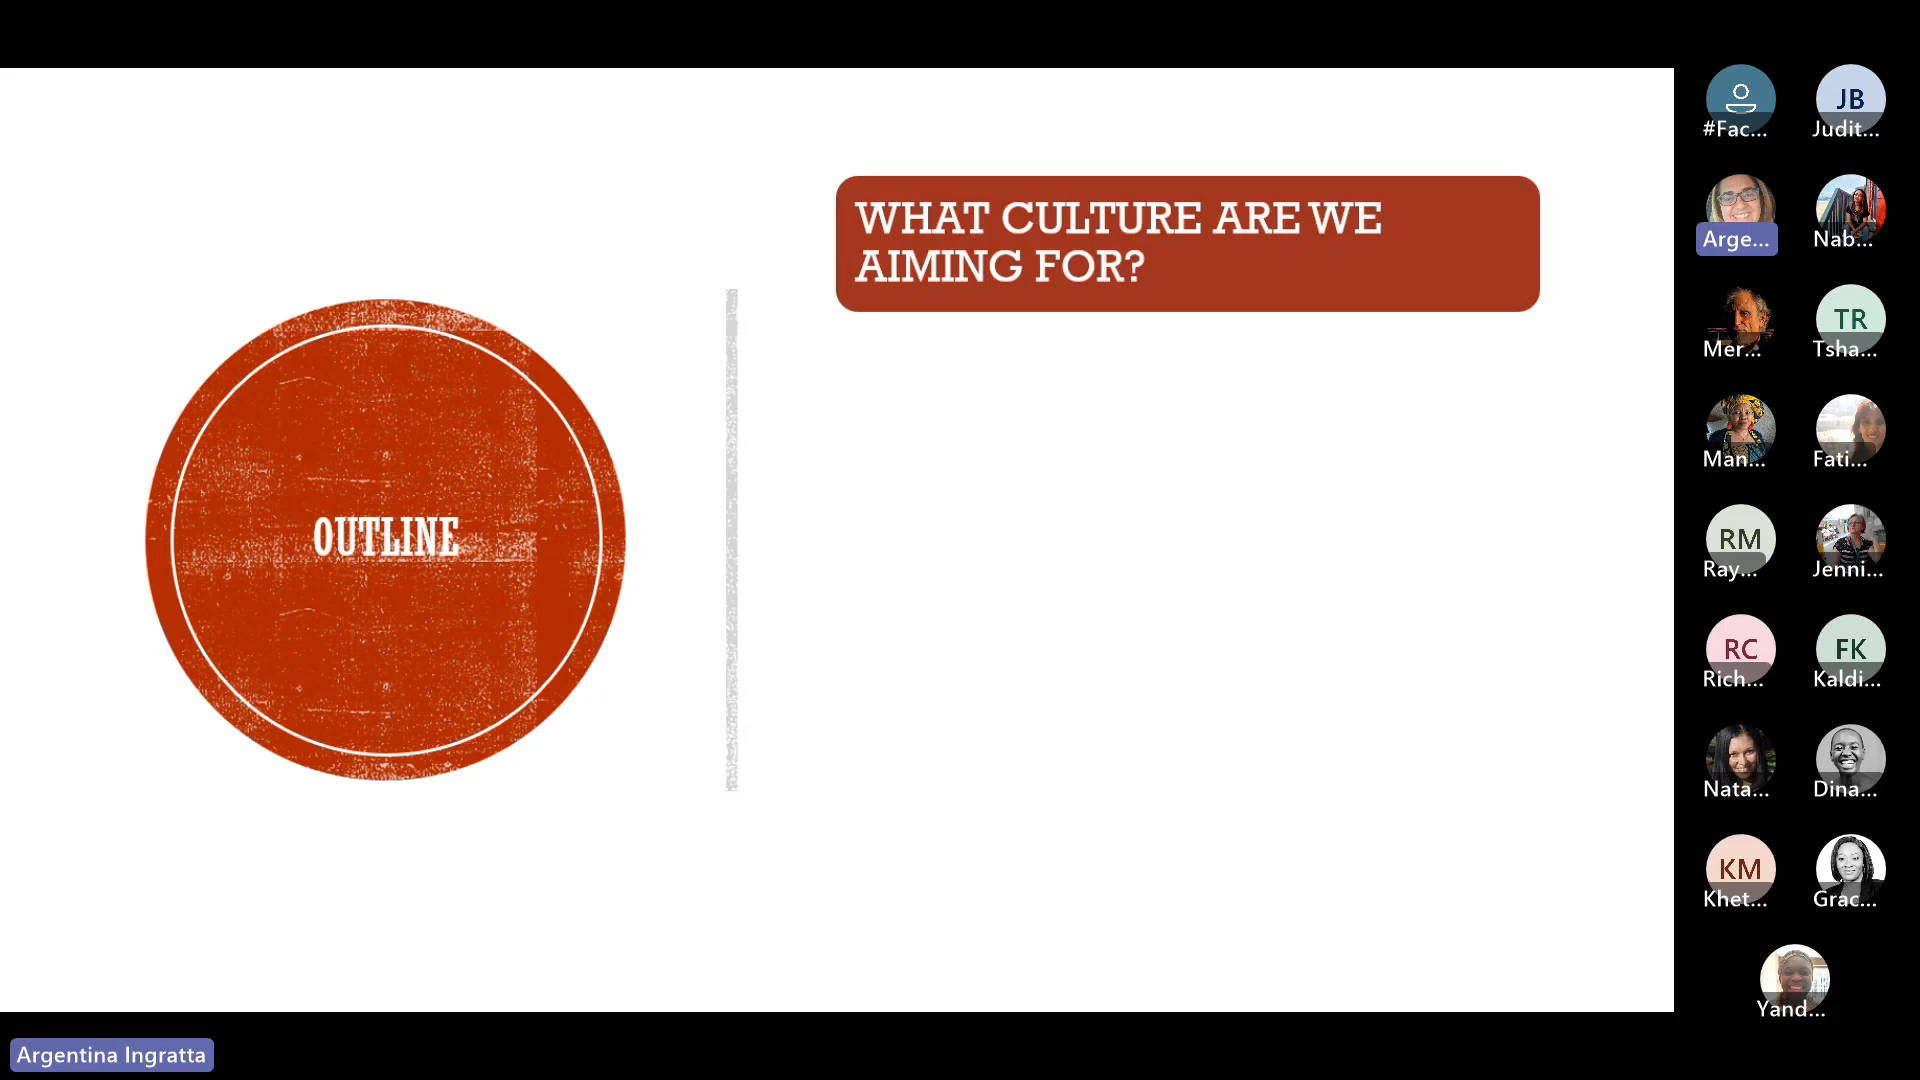 WHAT CULTURE ARE WE
AIMING FOR?
OUTLINE
#Fac...
JB
Judit...
Arge...
Nab...
Mer...
TR
Tsha...
Man...
Fati...
RM
Ray...
Jenni...
RC
Rich...
FK
Kaldi...
Nata...
Dina...
KM
Khet...
Grac...
Yand...
Argentina Ingratta